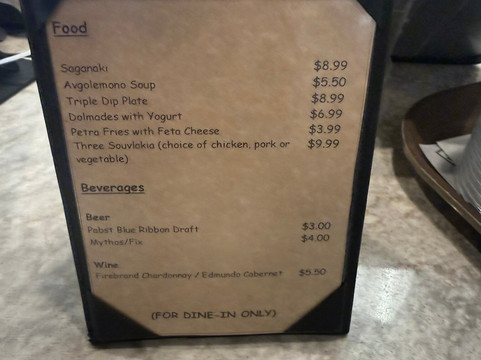 Food
Saganaki $8.99
Avgolemono Soup $5.50
Triple Dip Plate $8.99
Dolmades with Yogurt $6.99
Petra Fries with Feta Cheese $3.99
Three Souvlakia (choice of chicken, pork or $9.99
vegetable)
Beverages
Beer
Pabst Blue Ribbon Draft $3.00
Mythos/Fix $4.00
Wine
Firebrand Chardonnay / Edmunds Cabernet $5.50
(FOR DINE-IN ONLY)